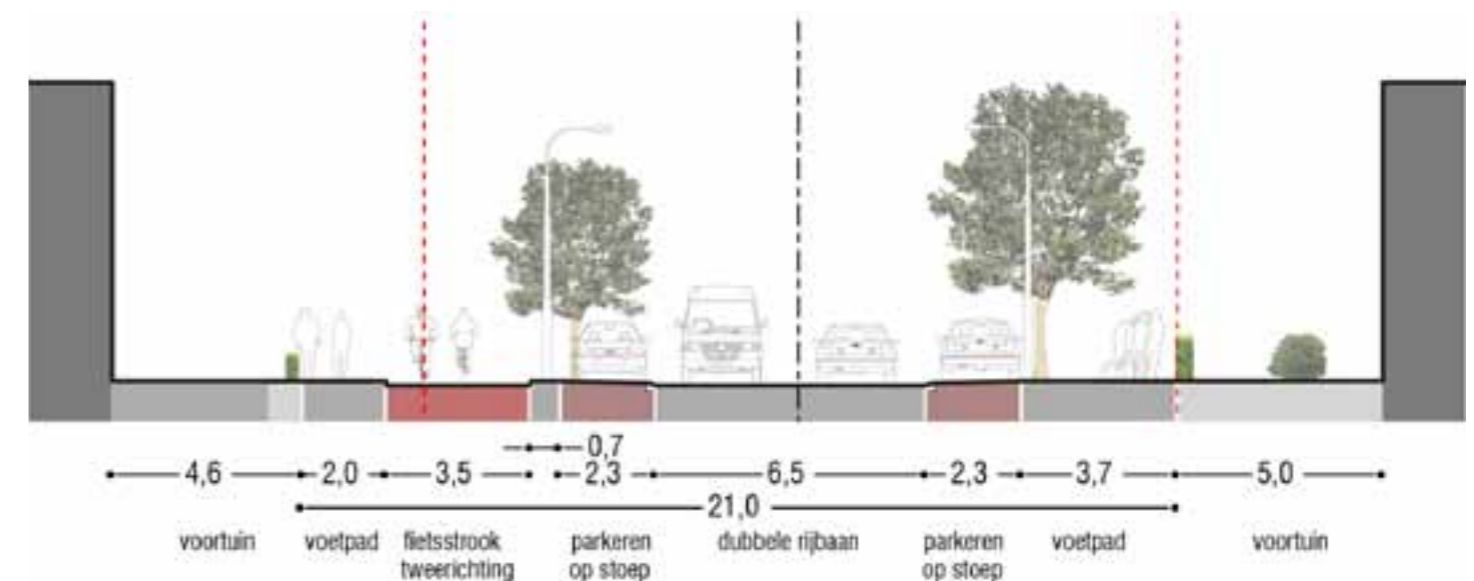 0,7
4,6 2,0 3,5 2,3 6,5 2,3 3,7 5,0
21,0
voortuin voetpad fietsstrook parkeren dubbele rijbaan parkeren voetpad voortuin
tweerichting op stoep op stoep